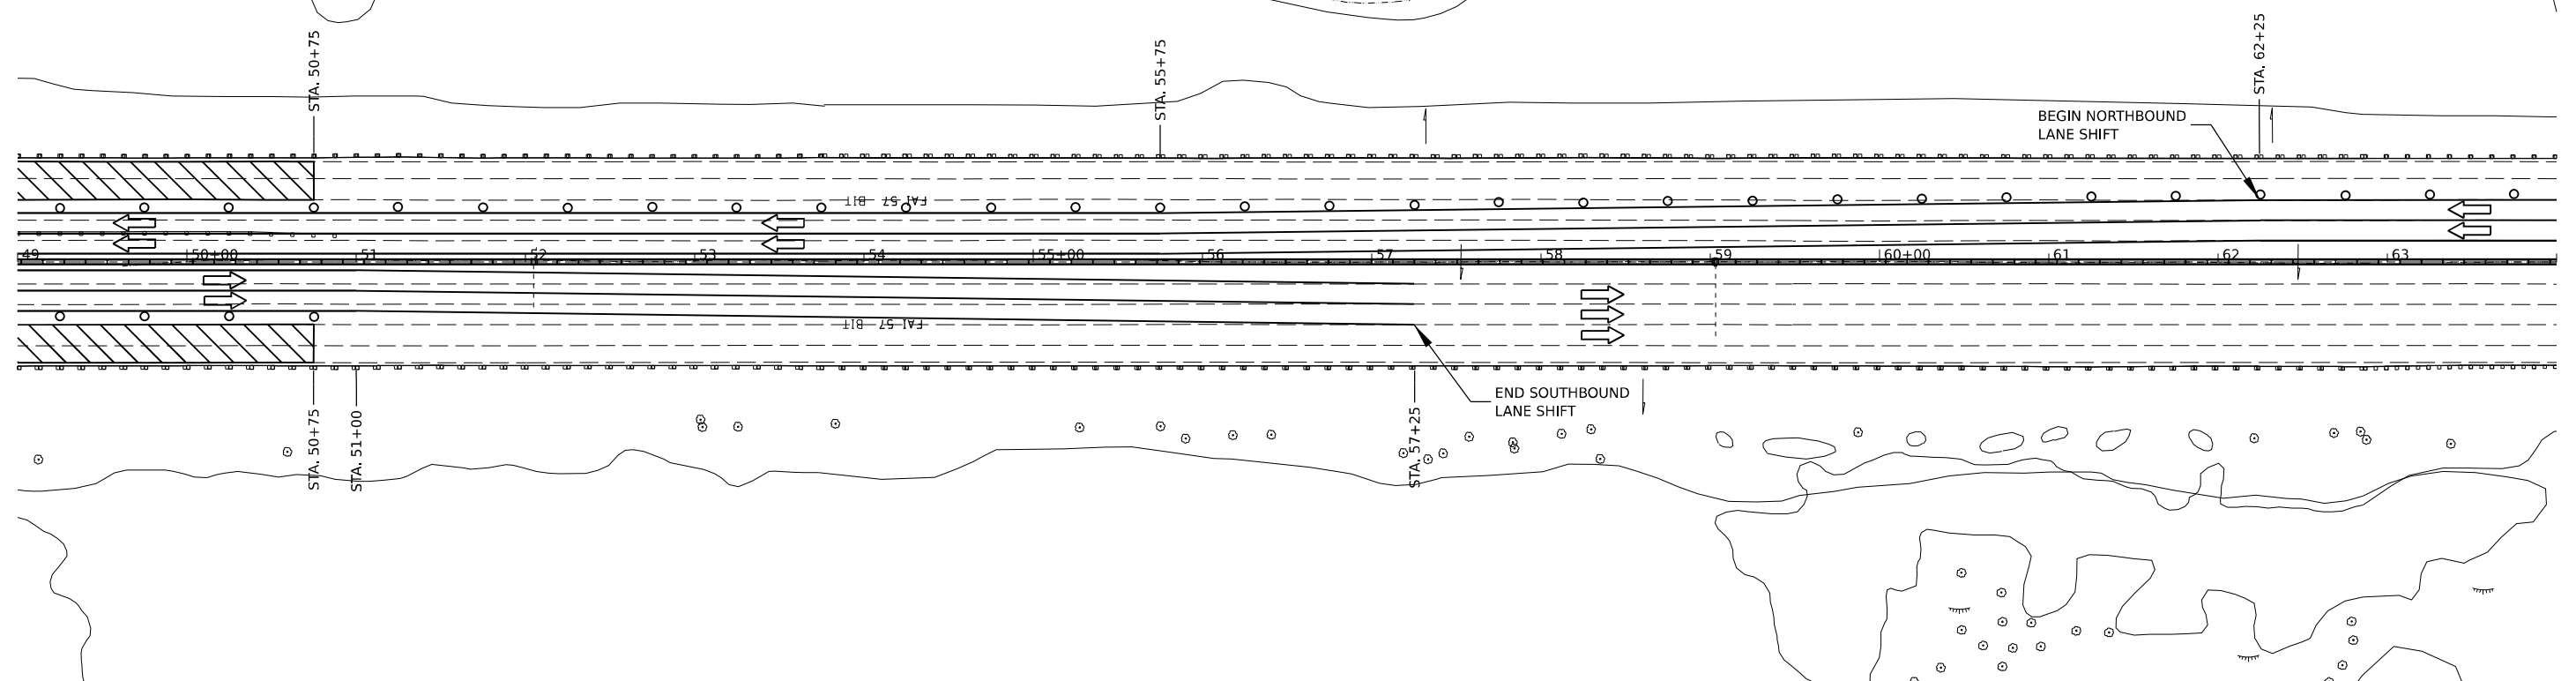 STA. 50+75
STA. 55+75
STA. 62+25
BEGIN NORTHBOUND
LANE SHIFT
FAI 57 BIT
49
50+00
51
52
53
54
55+00
56
57
58
59
60+00
61
62
63
FAI 57 BIT
END SOUTHBOUND
LANE SHIFT
STA. 50+75
STA. 51+00
STA. 57+25